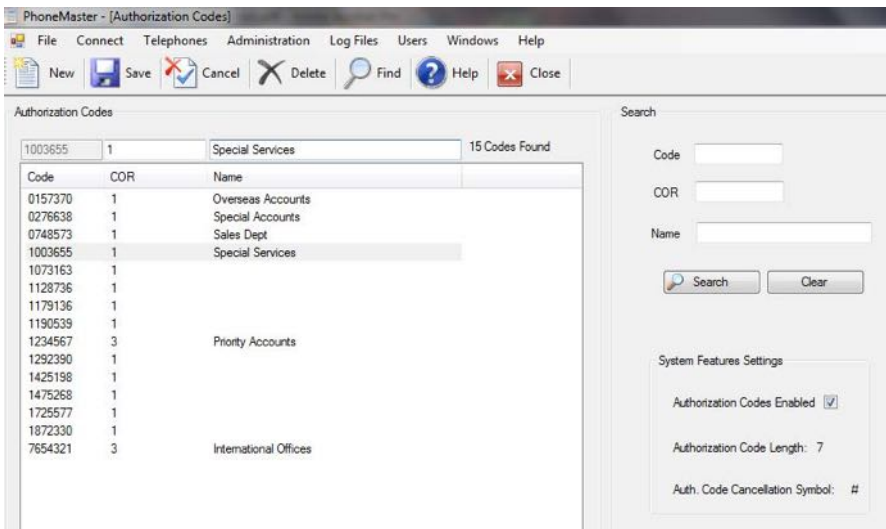 PhoneMaster - [Authorization Codes]
File Connect Telephones Administration Log Files Users Windows Help
New Save Cancel Delete Find Help Close
Authorization Codes
1003655 1 Special Services 15 Codes Found
Code COR Name
0157370 1 Overseas Accounts
0276638 1 Special Accounts
0748573 1 Sales Dept
1003655 1 Special Services
1073163 1
1128736 1
1179136 1
1190539 1
1234567 3 Priority Accounts
1292390 1
1425198 1
1475268 1
1725577 1
1872330 1
7654321 3 International Offices
Search
Code
COR
Name
Search Clear
System Features Settings
Authorization Codes Enabled
Authorization Code Length: 7
Auth. Code Cancellation Symbol: #